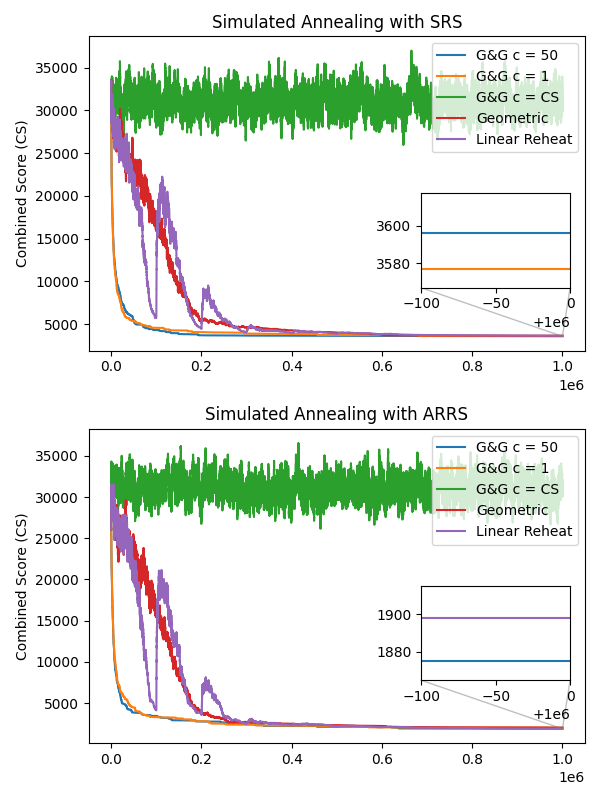 Simulated Annealing with SRS
Combined Score (CS)
35000
30000
25000
20000
15000
10000
5000
G&G c = 50
G&G c = 1
G&G c = CS
Geometric
Linear Reheat
3600
3580
−100
−50
0
+1e6
0.0
0.2
0.4
0.6
0.8
1.0
1e6
Simulated Annealing with ARRS
Combined Score (CS)
35000
30000
25000
20000
15000
10000
5000
G&G c = 50
G&G c = 1
G&G c = CS
Geometric
Linear Reheat
1900
1880
−100
−50
0
+1e6
0.0
0.2
0.4
0.6
0.8
1.0
1e6